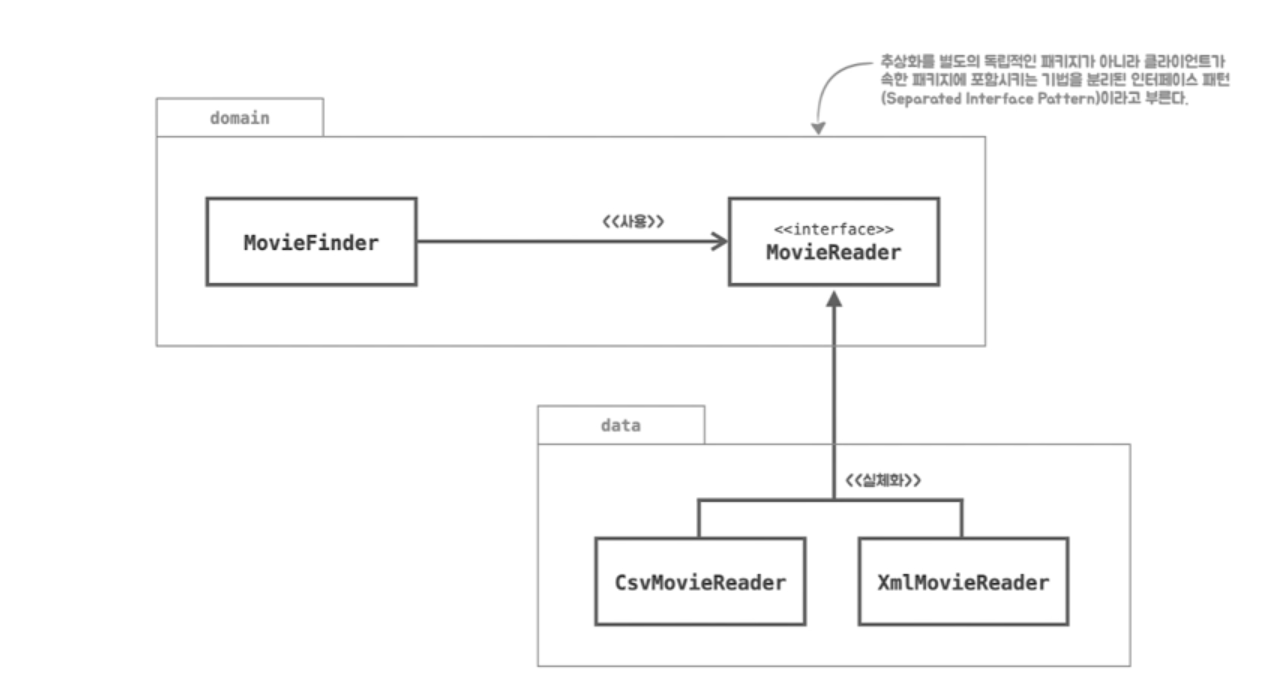 추상화를 별도의 독립적인 패키지가 아니라 클라이언트가
속한 패키지에 포함시키는 기법을 분리된 인터페이스 패턴
(Separated Interface Pattern)이라고 부른다.
domain
MovieFinder
<<사용>>
<<interface>>
MovieReader
data
<<실체화>>
CsvMovieReader
XmlMovieReader